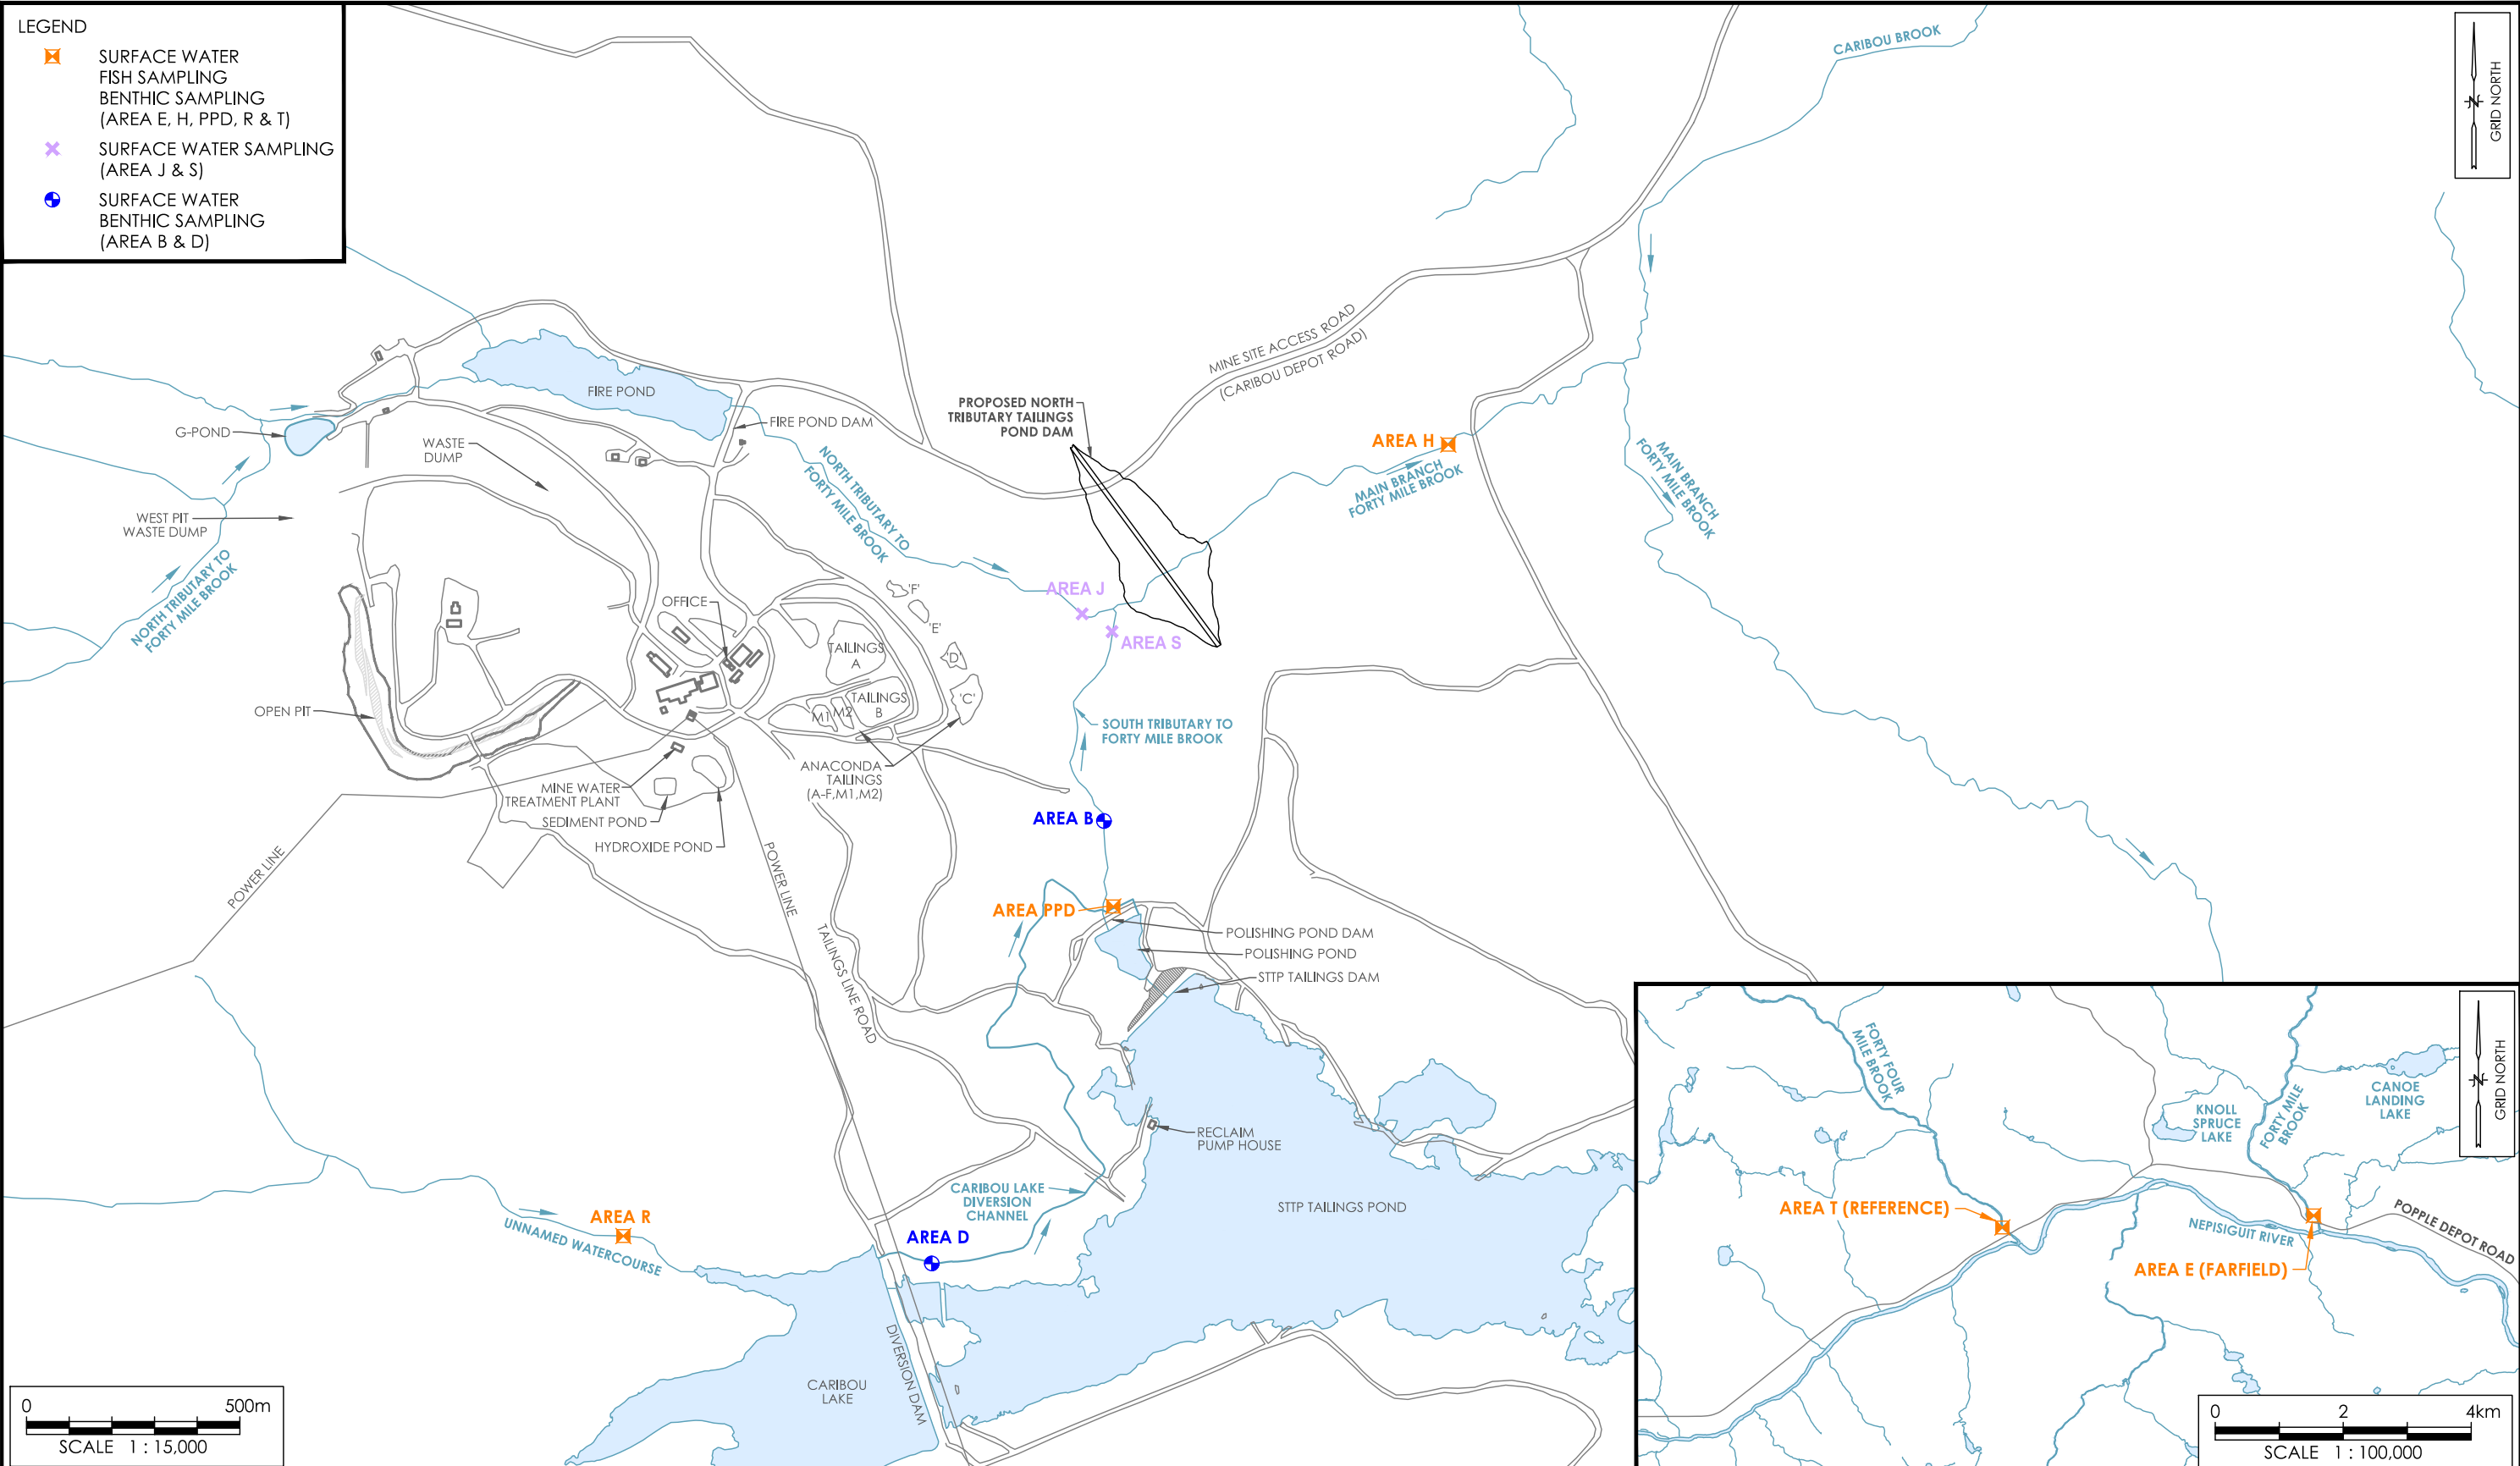 LEGEND
SURFACE WATER
FISH SAMPLING
BENTHIC SAMPLING
(AREA E, H, PPD, R & T)
SURFACE WATER SAMPLING
(AREA J & S)
SURFACE WATER
BENTHIC SAMPLING
(AREA B & D)
CARIBOU BROOK
N
GRID NORTH
MINE SITE ACCESS ROAD
(CARIBOU DEPOT ROAD)
FIRE POND
FIRE POND DAM
G-POND
WASTE
DUMP
WEST PIT
WASTE DUMP
NORTH TRIBUTARY TO
FORTY MILE BROOK
NORTH TRIBUTARY TO
FORTY MILE BROOK
PROPOSED NORTH
TRIBUTARY TAILINGS
POND DAM
AREA H
MAIN BRANCH
FORTY MILE BROOK
MAIN BRANCH
FORTY MILE BROOK
AREA J
AREA S
OFFICE
'F'
'E'
'D'
'C'
TAILINGS
A
TAILINGS
B
M1
M2
OPEN PIT
SOUTH TRIBUTARY TO
FORTY MILE BROOK
ANACONDA
TAILINGS
(A-F,M1,M2)
MINE WATER
TREATMENT PLANT
SEDIMENT POND
HYDROXIDE POND
POWER LINE
POWER LINE
TAILINGS LINE ROAD
AREA B
AREA PPD
POLISHING POND DAM
POLISHING POND
STTP TAILINGS DAM
RECLAIM
PUMP HOUSE
STTP TAILINGS POND
CARIBOU LAKE
DIVERSION
CHANNEL
AREA R
UNNAMED WATERCOURSE
AREA D
DIVERSION DAM
CARIBOU
LAKE
0 500m
SCALE 1 : 15,000
FORTY FOUR
MILE BROOK
KNOLL
SPRUCE
LAKE
FORTY MILE
BROOK
CANOE
LANDING
LAKE
N
GRID NORTH
AREA T (REFERENCE)
NEPISIGUIT RIVER
POPPLE DEPOT ROAD
AREA E (FARFIELD)
0 2 4km
SCALE 1 : 100,000